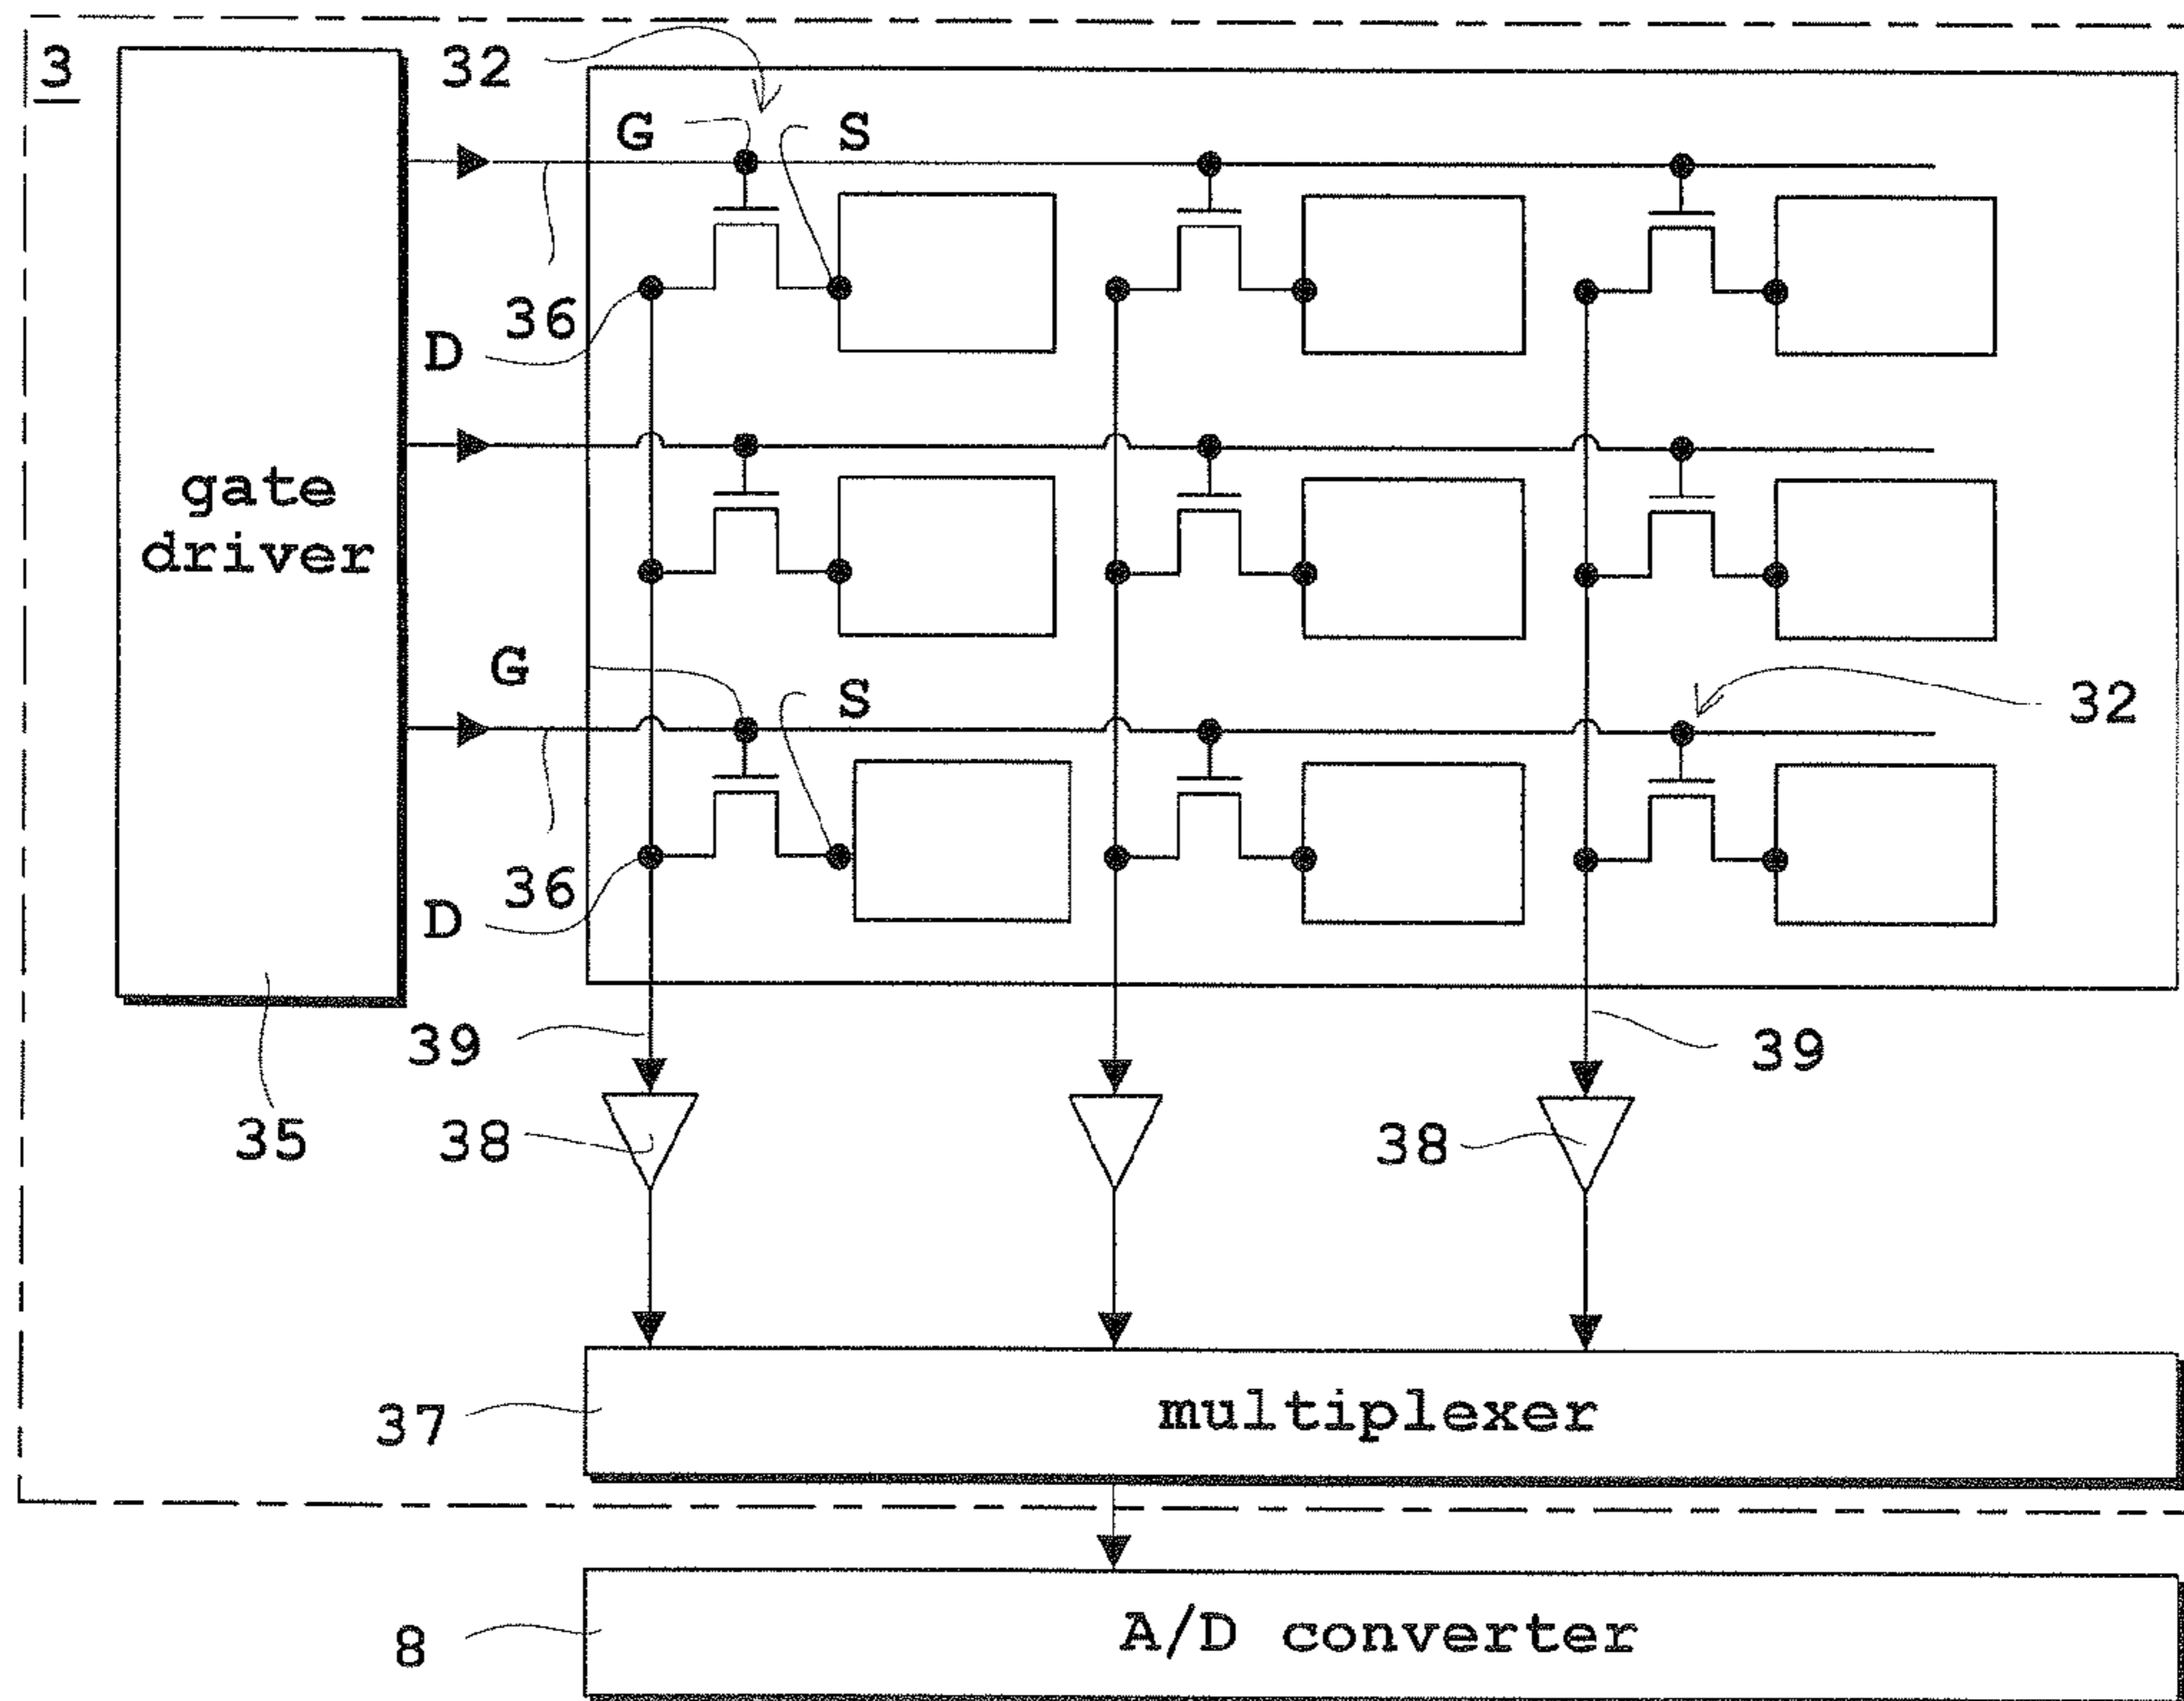 3
32
G
S
36
D
gate
driver
G
S
32
36
D
39
39
35
38
38
37
multiplexer
8
A/D converter